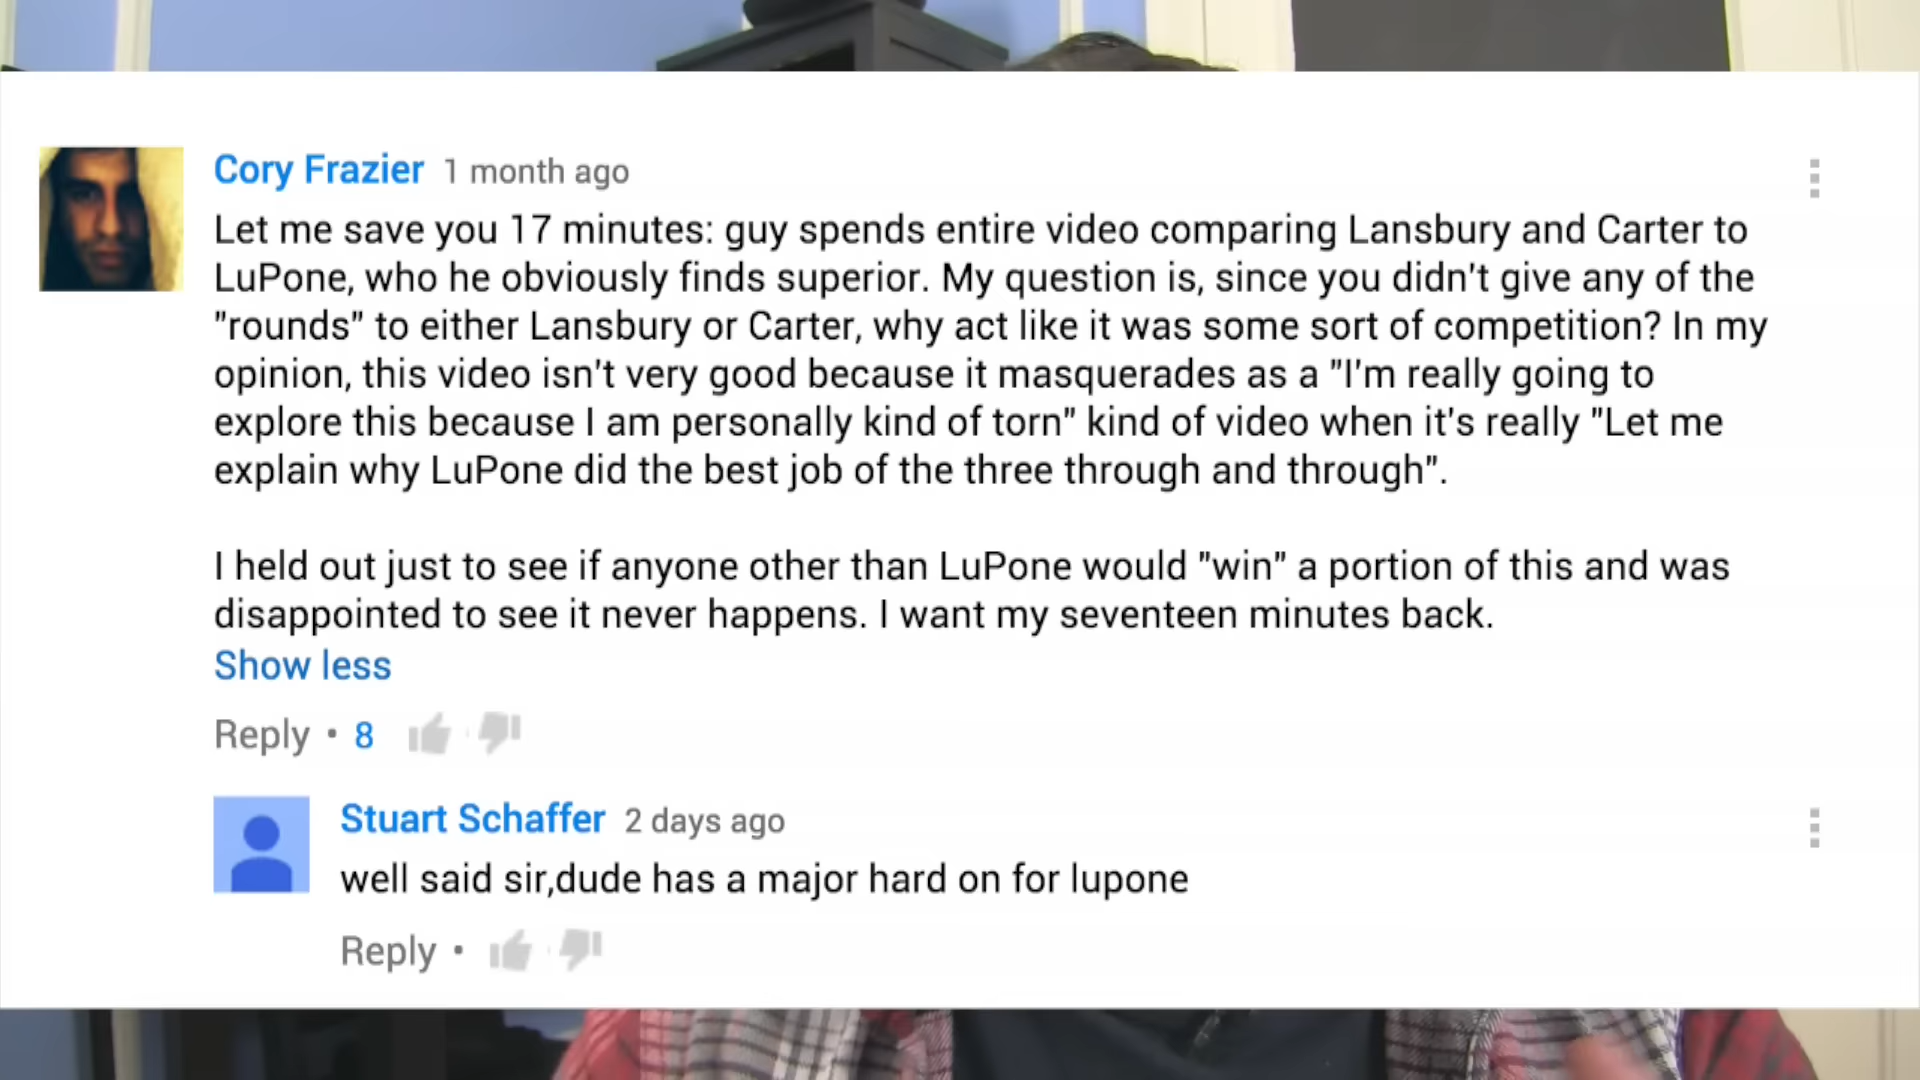 Cory Frazier 1 month ago
Let me save you 17 minutes: guy spends entire video comparing Lansbury and Carter to
LuPone, who he obviously finds superior. My question is, since you didn't give any of the
"rounds" to either Lansbury or Carter, why act like it was some sort of competition? In my
opinion, this video isn't very good because it masquerades as a "I'm really going to
explore this because I am personally kind of torn" kind of video when it's really "Let me
explain why LuPone did the best job of the three through and through".
I held out just to see if anyone other than LuPone would "win" a portion of this and was
disappointed to see it never happens. I want my seventeen minutes back.
Show less
Reply • 8
Stuart Schaffer 2 days ago
well said sir,dude has a major hard on for lupone
Reply •